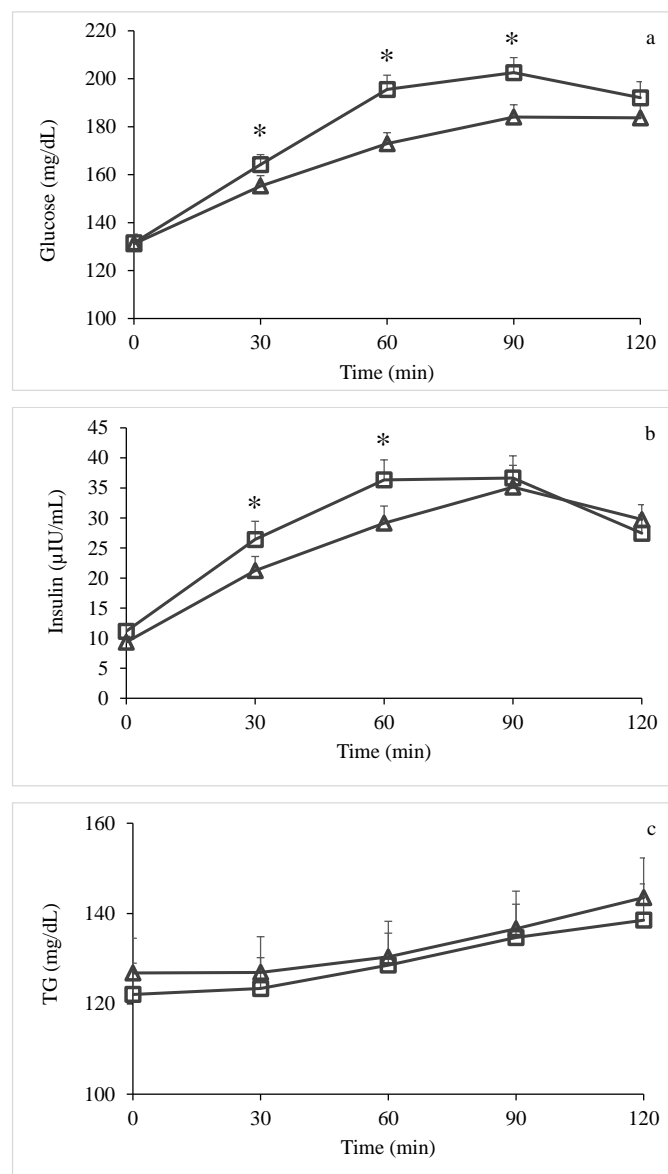 220
a
200
180
160
140
120
100
0 30 60 90 120
Glucose (mg/dL)
Time (min)
* * * 
45
b
40
35
30
25
20
15
10
5
0
0 30 60 90 120
Insulin (µIU/mL)
Time (min)
* *
160
c
140
120
100
0 30 60 90 120
TG (mg/dL)
Time (min)